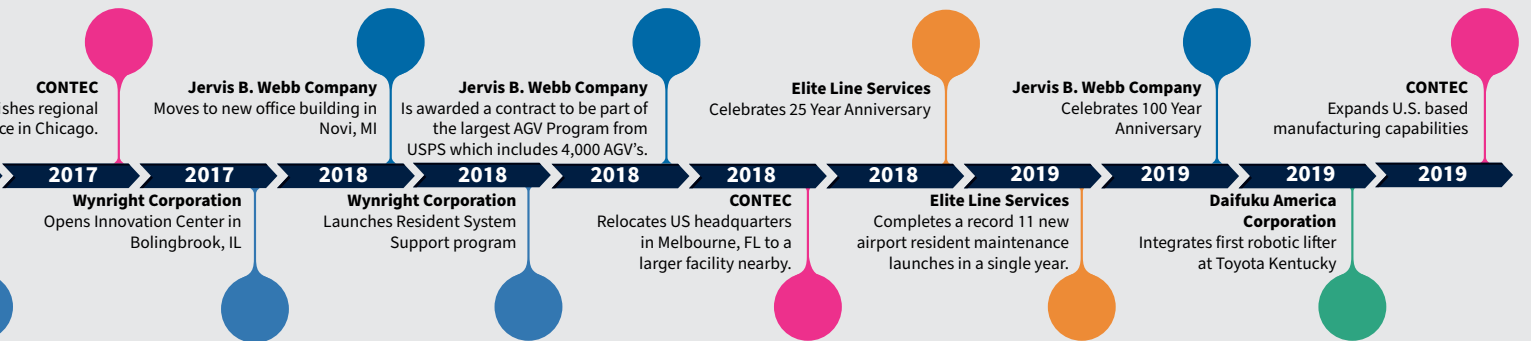 CONTEC
regional
in Chicago.
Jervis B. Webb Company
Moves to new office building in
Novi, MI
Jervis B. Webb Company
Is awarded a contract to be part of
the largest AGV Program from
USPS which includes 4,000 AGV’s.
Elite Line Services
Celebrates 25 Year Anniversary
Jervis B. Webb Company
Celebrates 100 Year
Anniversary
CONTEC
Expands U.S. based
manufacturing capabilities
2017
2017
2018
2018
2018
2018
2018
2019
2019
2019
2019
Wynright Corporation
Opens Innovation Center in
Bolingbrook, IL
Wynright Corporation
Launches Resident System
Support program
CONTEC
Relocates US headquarters
in Melbourne, FL to a
larger facility nearby.
Elite Line Services
Completes a record 11 new
airport resident maintenance
launches in a single year.
Daifuku America
Corporation
Integrates first robotic lifter
at Toyota Kentucky